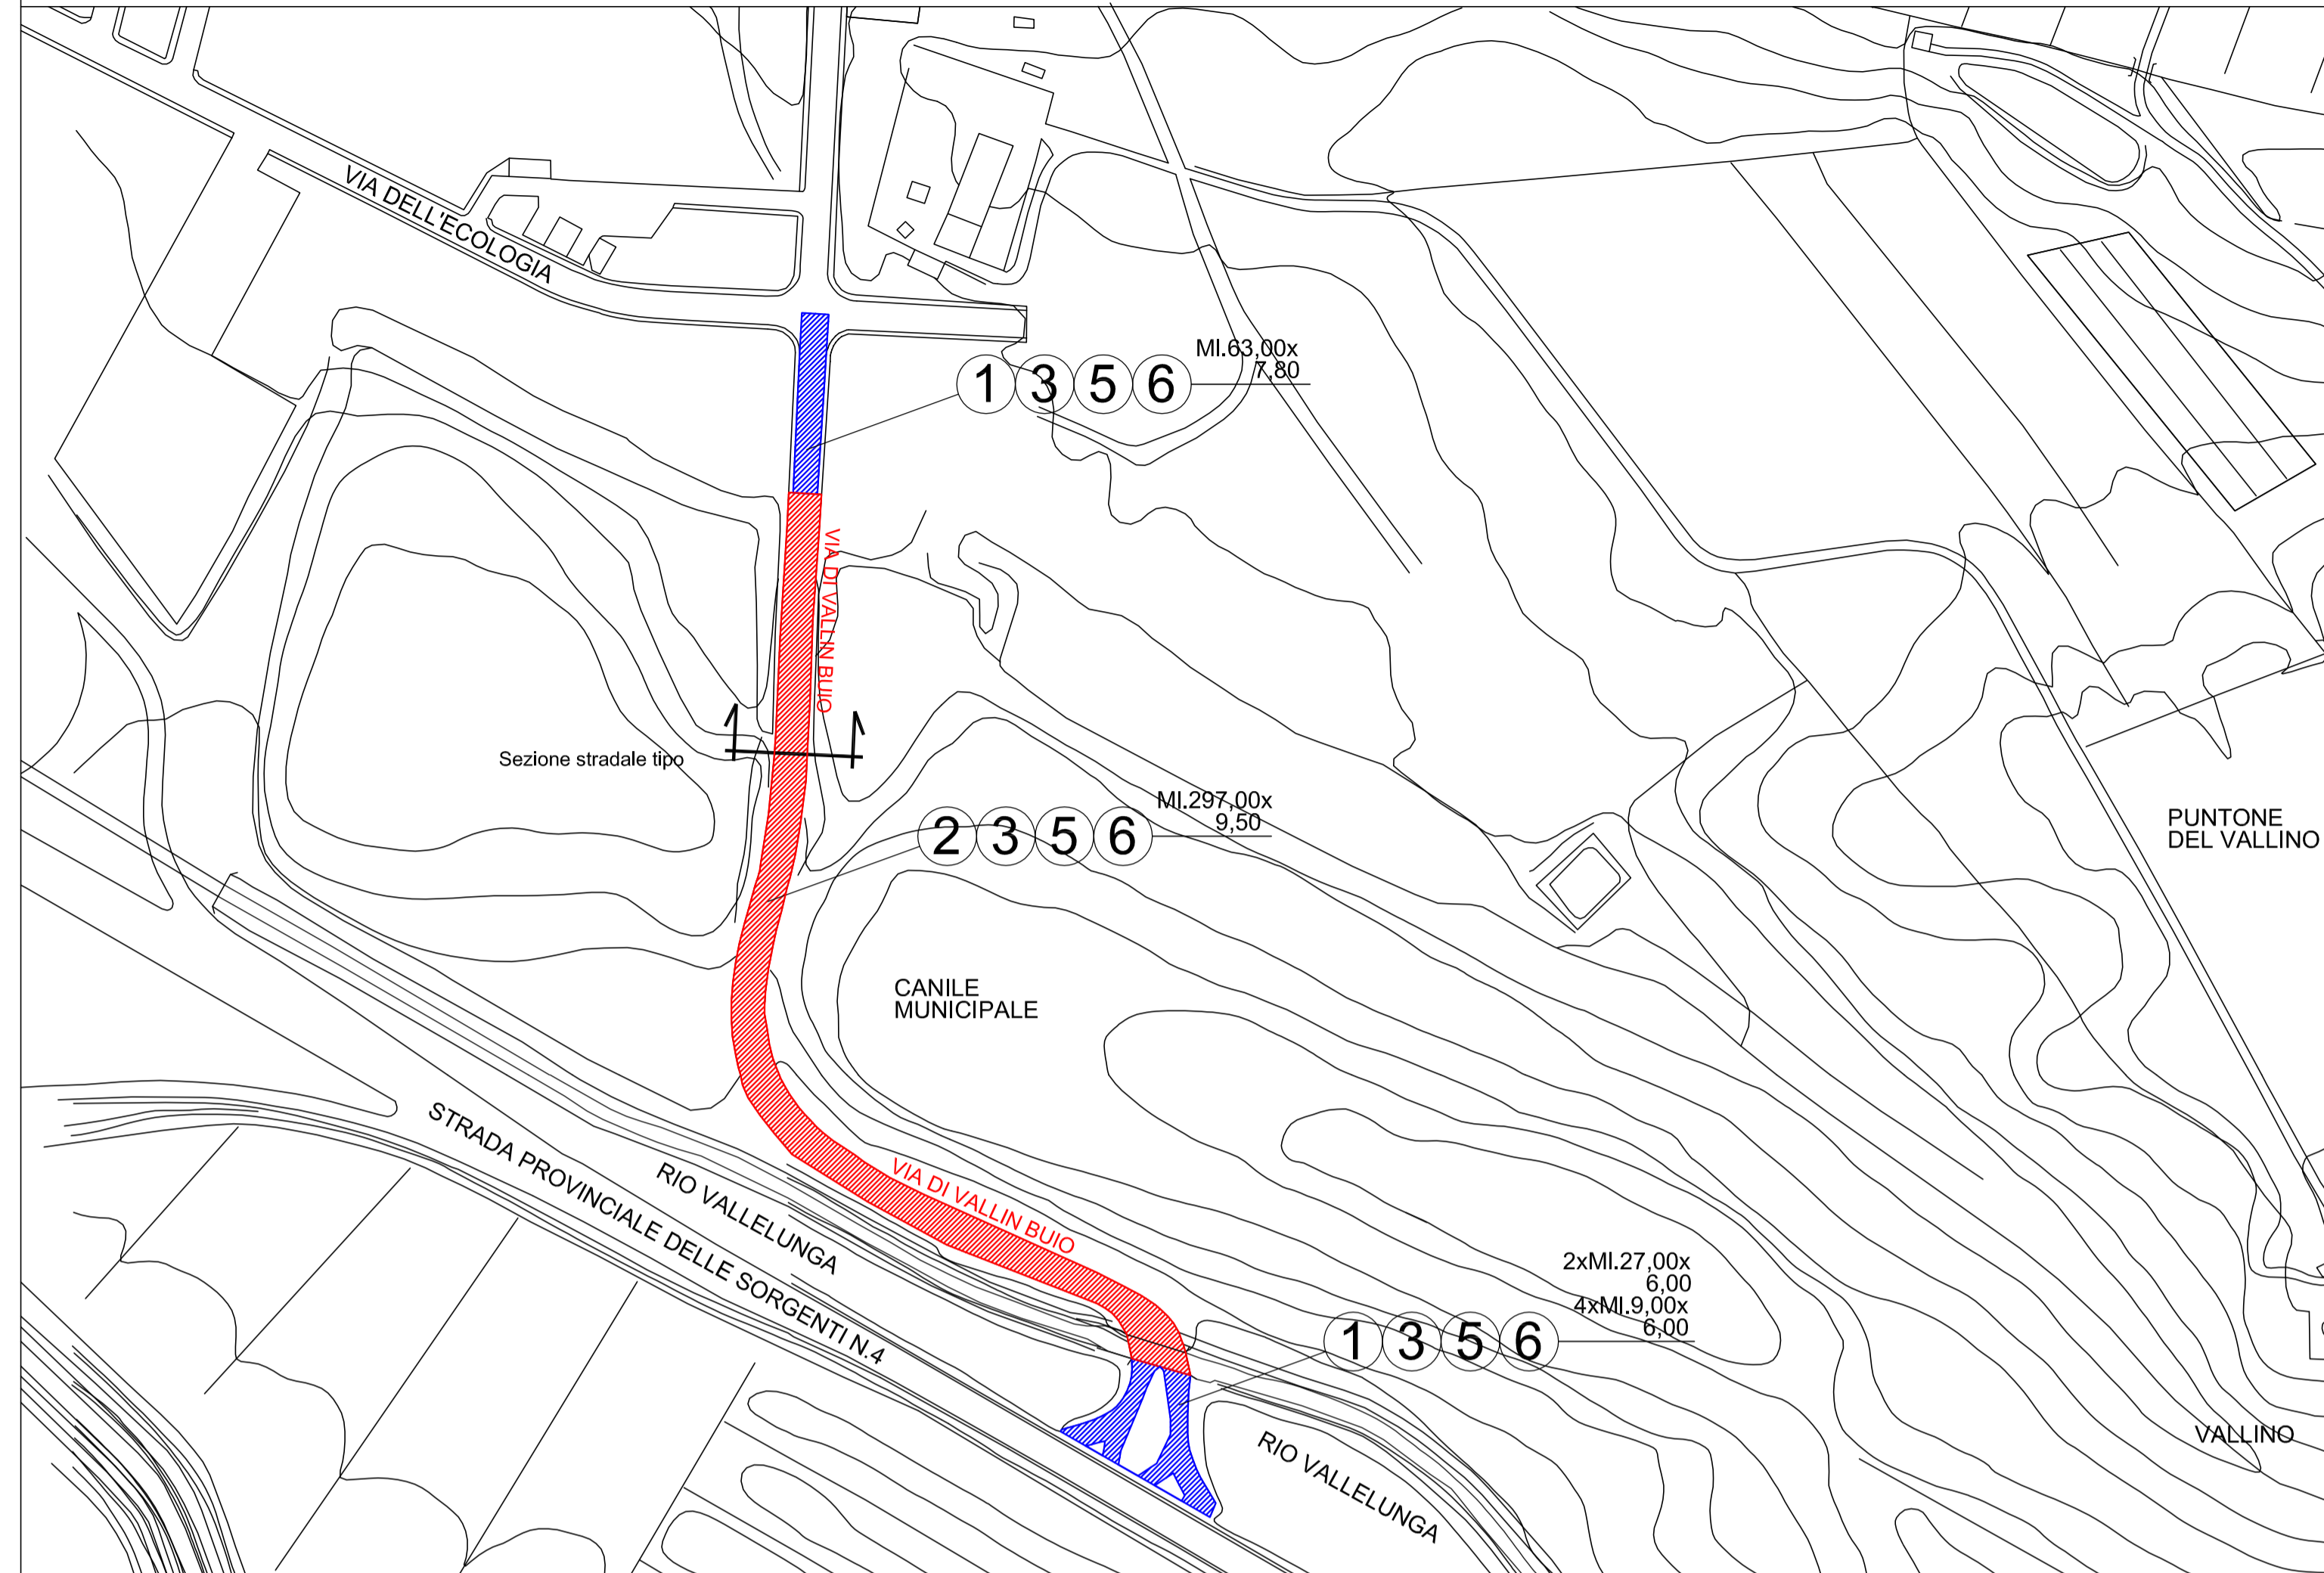 VIA DELL'ECOLOGIA
Ml.63,00x
7,80
1 3 5 6
VIA DI VALLIN BUIO
Sezione stradale tipo
Ml.297,00x
9,50
2 3 5 6
PUNTONE
DEL VALLINO
CANILE
MUNICIPALE
STRADA PROVINCIALE DELLE SORGENTI N.4
RIO VALLELUNGA
VIA DI VALLIN BUIO
2xMl.27,00x
6,00
4xMl.9,00x
6,00
1 3 5 6
RIO VALLELUNGA
VALLINO